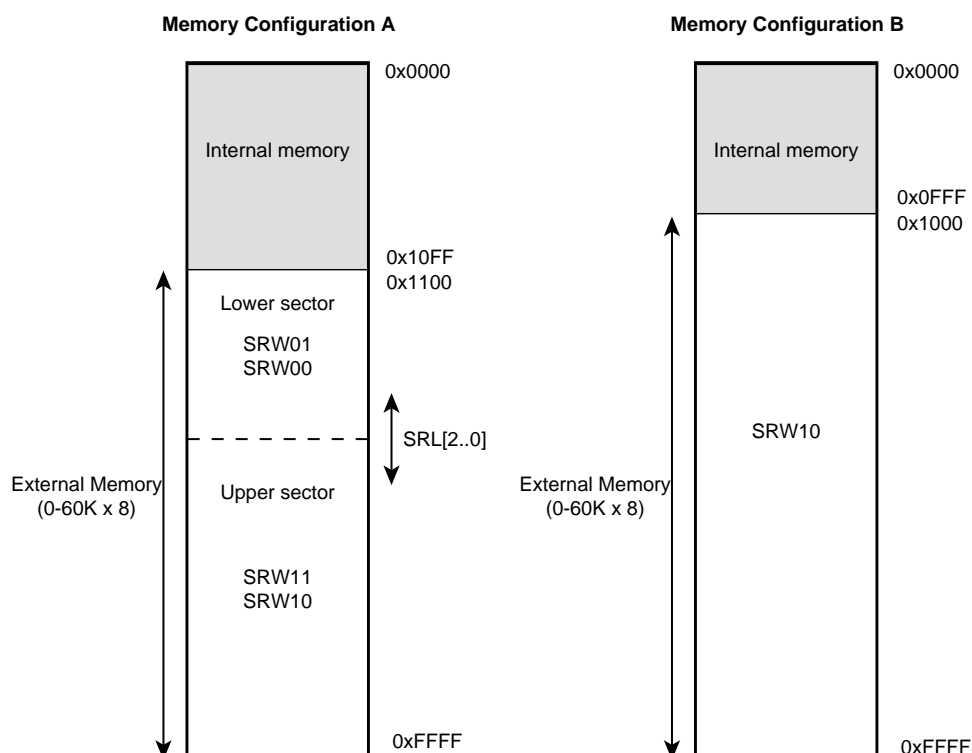 Memory Configuration A
0x0000
Internal memory
0x10FF
0x1100
Lower sector
SRW01
SRW00
SRL[2..0]
External Memory
(0-60K x 8)
Upper sector
SRW11
SRW10
0xFFFF
Memory Configuration B
0x0000
Internal memory
0x0FFF
0x1000
SRW10
External Memory
(0-60K x 8)
0xFFFF